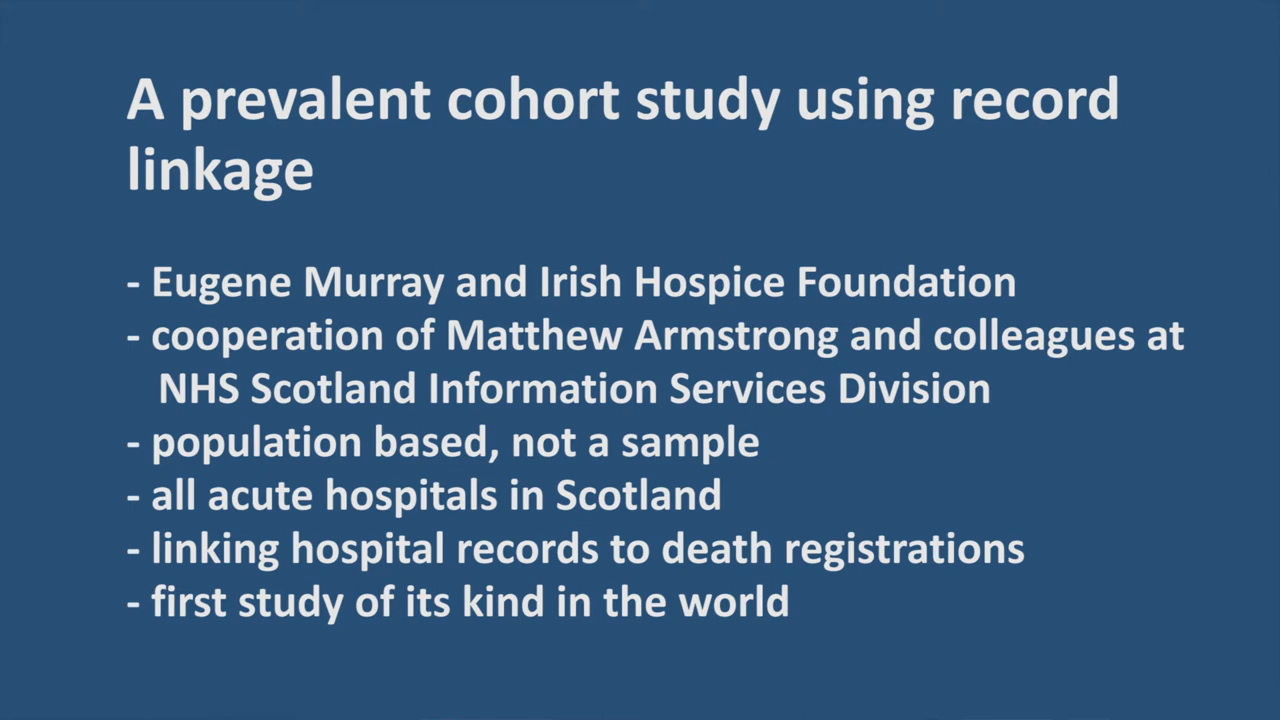 A prevalent cohort study using record
linkage
- Eugene Murray and Irish Hospice Foundation
- cooperation of Matthew Armstrong and colleagues at
NHS Scotland Information Services Division
- population based, not a sample
- all acute hospitals in Scotland
- linking hospital records to death registrations
- first study of its kind in the world